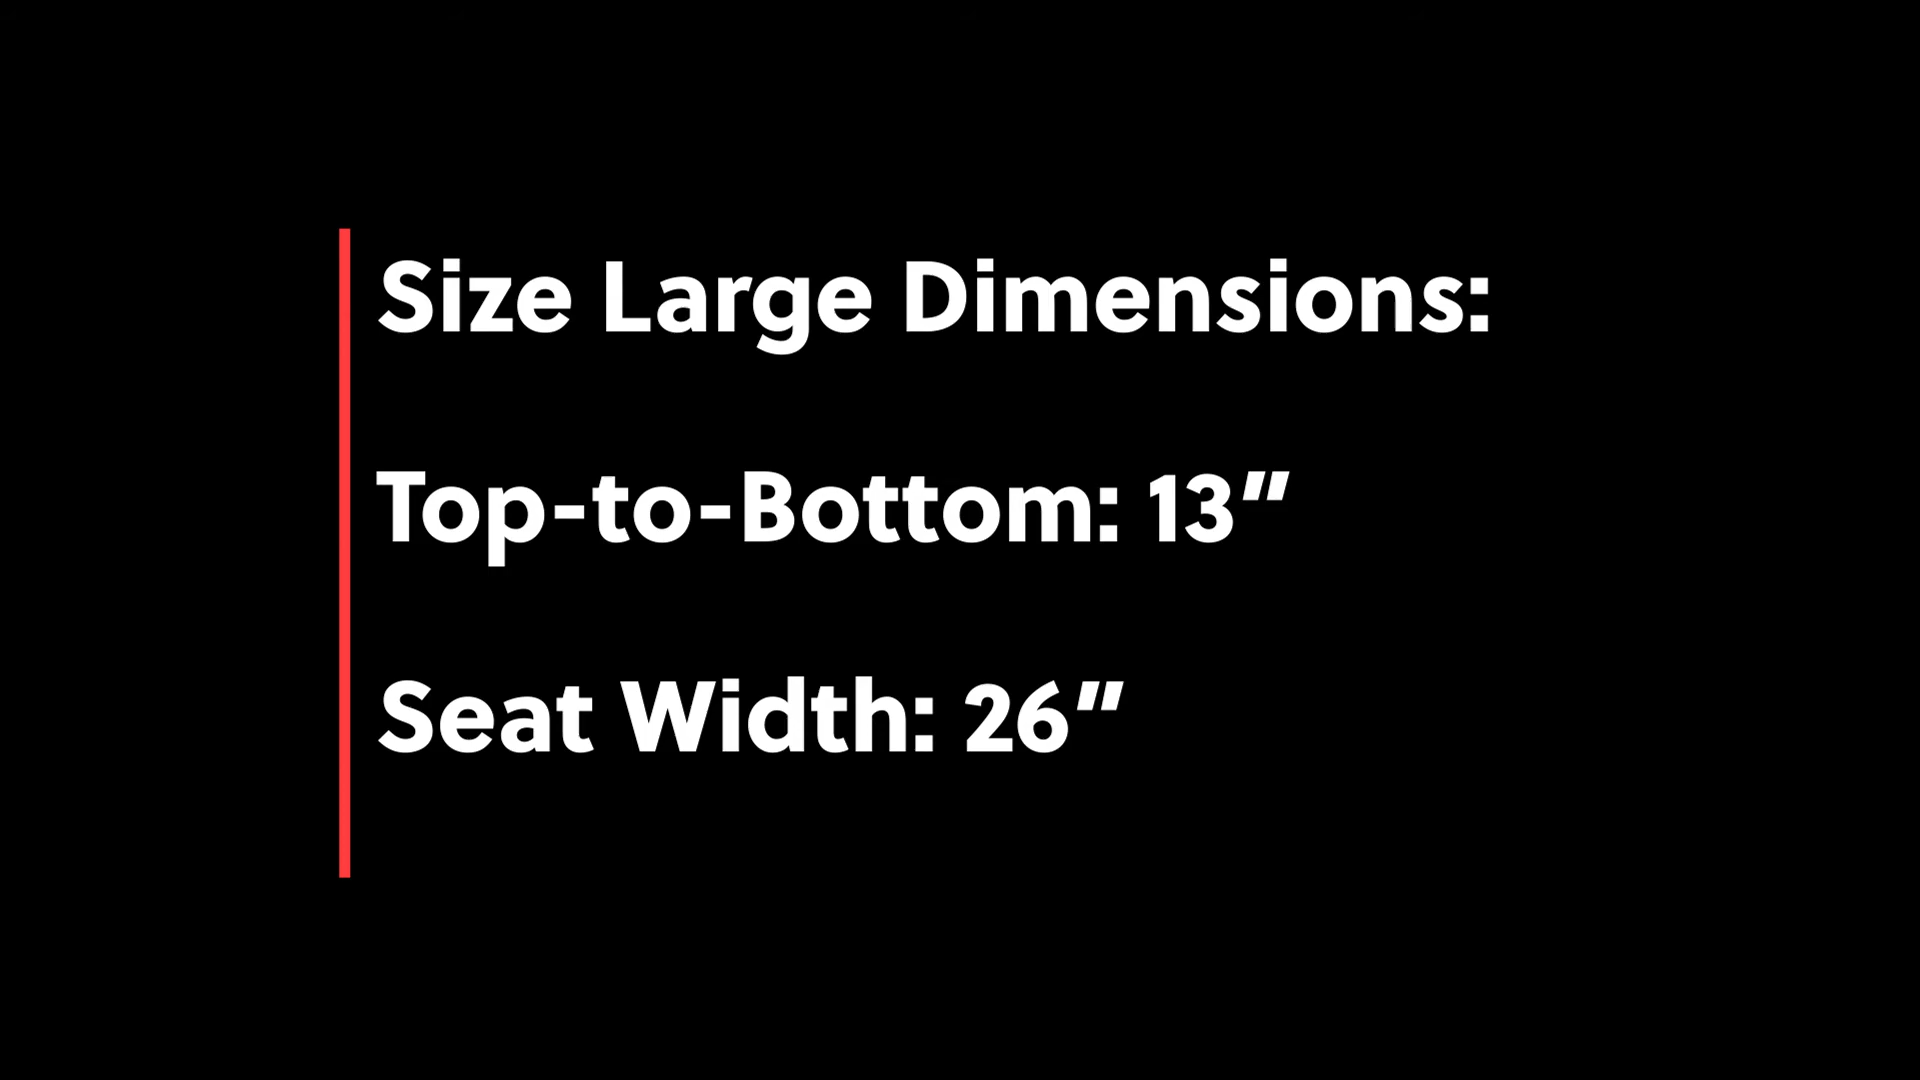 Size Large Dimensions:
Top-to-Bottom: 13”
Seat Width: 26”